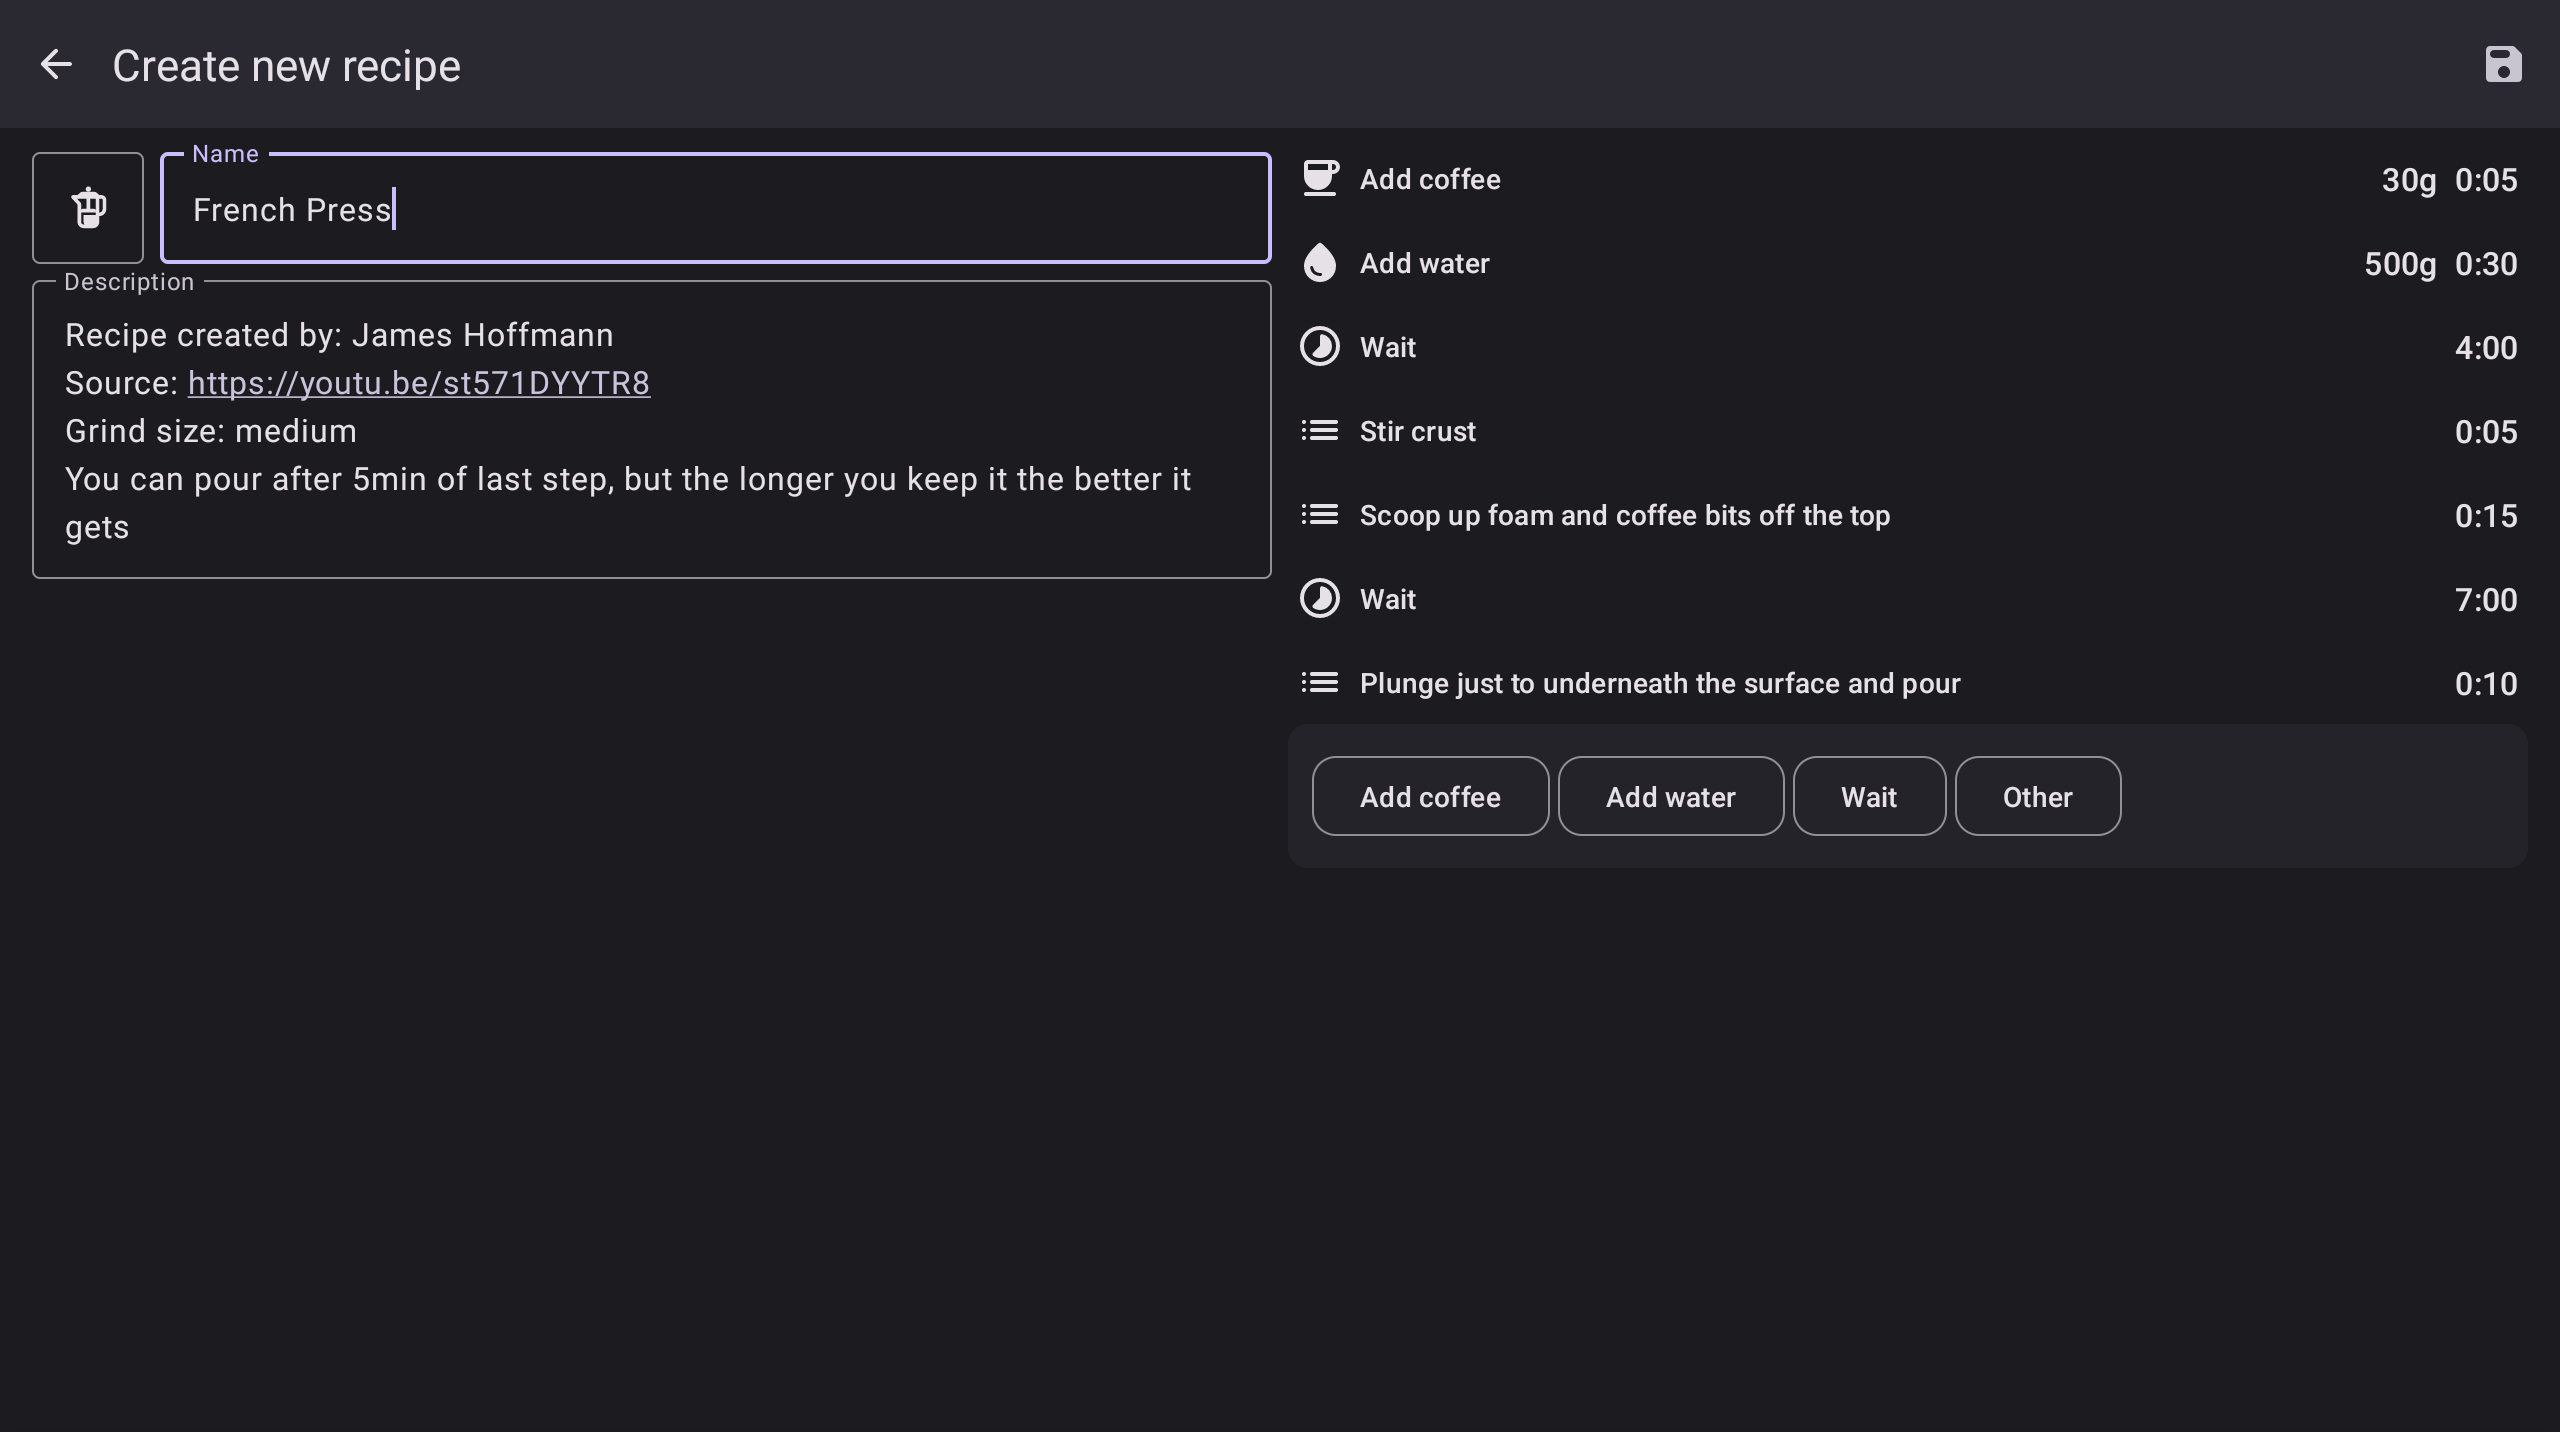 Create new recipe
Name
French Press
Description
Recipe created by: James Hoffmann
Source: https://youtu.be/st571DYYTR8
Grind size: medium
You can pour after 5min of last step, but the longer you keep it the better it
gets
Add coffee 30g 0:05
Add water 500g 0:30
Wait 4:00
Stir crust 0:05
Scoop up foam and coffee bits off the top 0:15
Wait 7:00
Plunge just to underneath the surface and pour 0:10
Add coffee Add water Wait Other